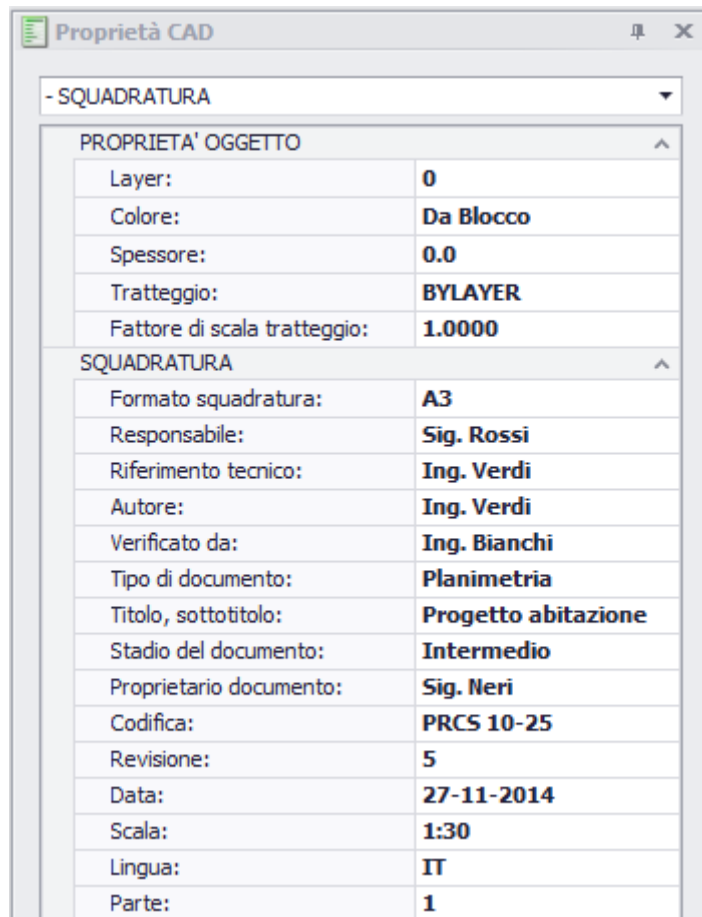 Proprietà CAD
- SQUADRATURA
PROPRIETA' OGGETTO
Layer: 0
Colore: Da Blocco
Spessore: 0.0
Tratteggio: BYLAYER
Fattore di scala tratteggio: 1.0000
SQUADRATURA
Formato squadratura: A3
Responsabile: Sig. Rossi
Riferimento tecnico: Ing. Verdi
Autore: Ing. Verdi
Verificato da: Ing. Bianchi
Tipo di documento: Planimetria
Titolo, sottotitolo: Progetto abitazione
Stadio del documento: Intermedio
Proprietario documento: Sig. Neri
Codifica: PRCS 10-25
Revisione: 5
Data: 27-11-2014
Scala: 1:30
Lingua: IT
Parte: 1